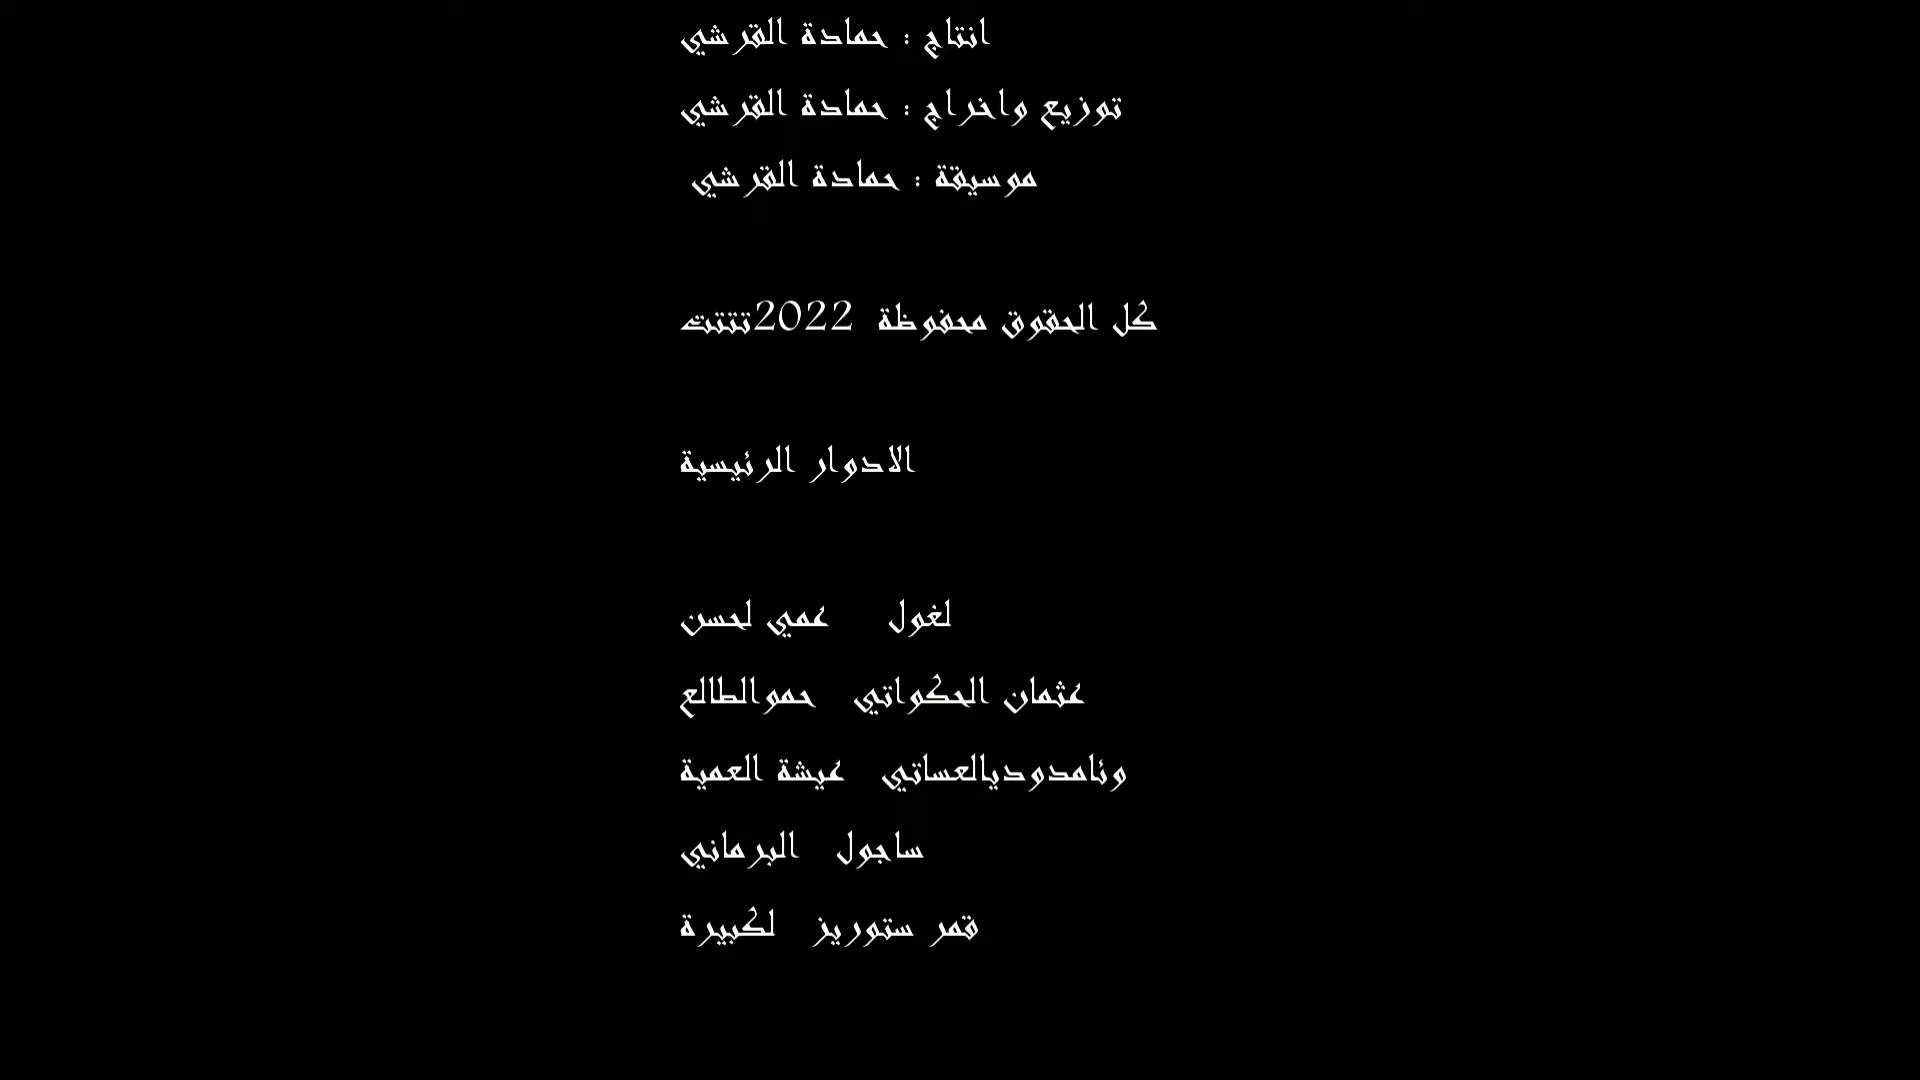 انتاج : حمادة القرشي
توزيع واخراج : حمادة القرشي
موسيقة : حمادة القرشي
كل الحقوق محفوظة 2022تتتت
الادوار الرئيسية
لغول عمي لحسن
عثمان الحكواتي حموالطالع
وئامدوديالعساتي عيشة العمية
ساجول البرماني
قمر ستوريز لكبيرة